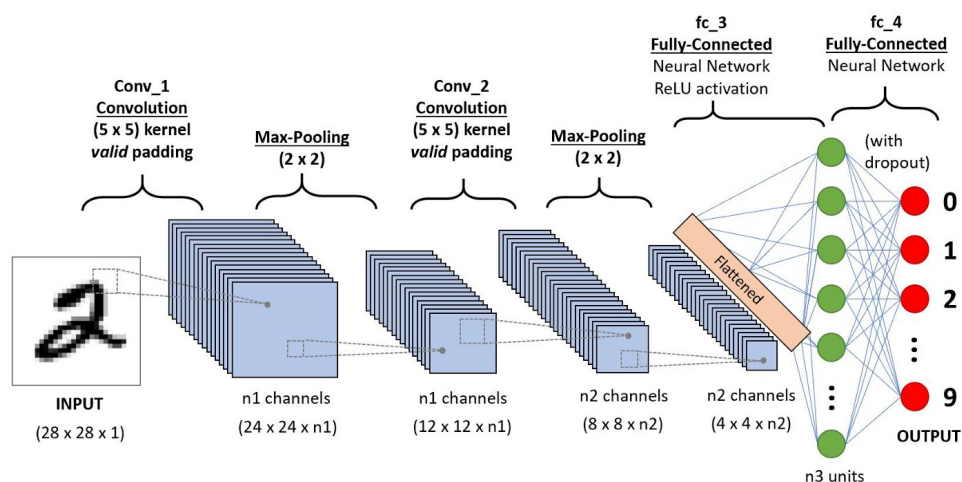 Conv_1
Convolution
(5 x 5) kernel
valid padding
Max-Pooling
(2 x 2)
Conv_2
Convolution
(5 x 5) kernel
valid padding
Max-Pooling
(2 x 2)
fc_3
Fully-Connected
Neural Network
ReLU activation
fc_4
Fully-Connected
Neural Network
(with
dropout)
2
INPUT
(28 x 28 x 1)
n1 channels
(24 x 24 x n1)
n1 channels
(12 x 12 x n1)
n2 channels
(8 x 8 x n2)
n2 channels
(4 x 4 x n2)
Flattened
n3 units
0
1
2
9
OUTPUT